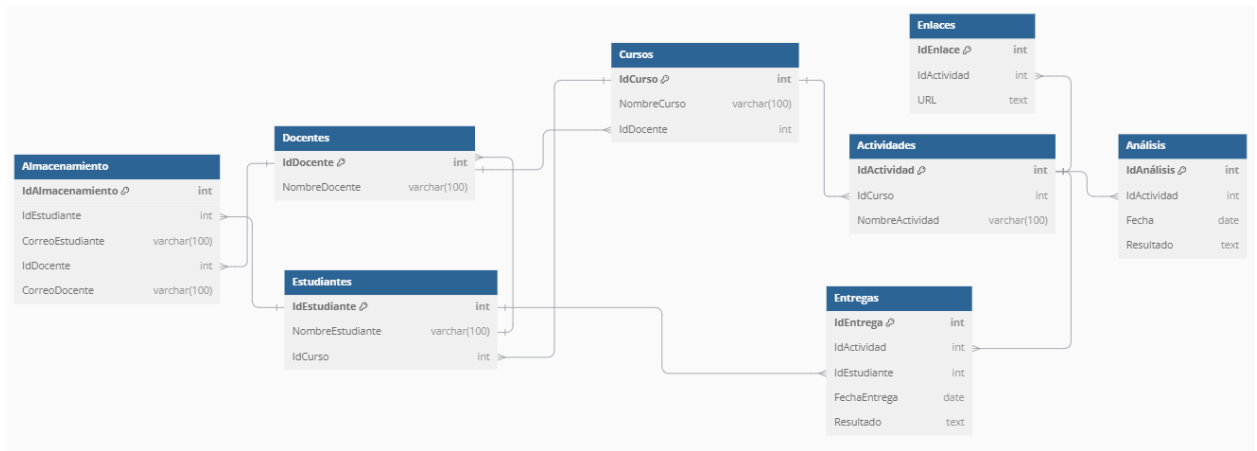 Almacenamiento
IdAlmacenamiento int
IdEstudiante int
CorreoEstudiante varchar(100)
IdDocente int
CorreoDocente varchar(100)
Docentes
IdDocente int
NombreDocente varchar(100)
Estudiantes
IdEstudiante int
NombreEstudiante varchar(100)
IdCurso int
Cursos
IdCurso int
NombreCurso varchar(100)
IdDocente int
Enlaces
IdEnlace int
IdActividad int
URL text
Actividades
IdActividad int
IdCurso int
NombreActividad varchar(100)
Análisis
IdAnálisis int
IdActividad int
Fecha date
Resultado text
Entregas
IdEntrega int
IdActividad int
IdEstudiante int
FechaEntrega date
Resultado text